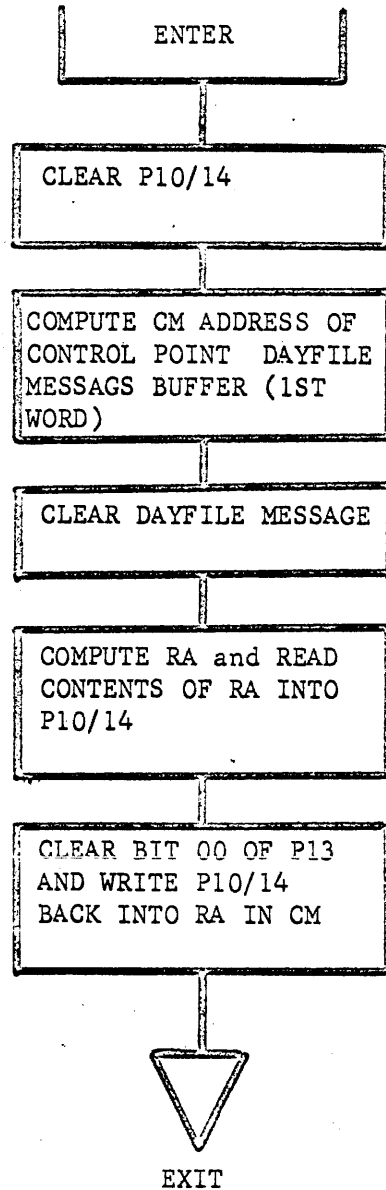 ENTER
CLEAR P10/14
COMPUTE CM ADDRESS OF
CONTROL POINT DAYFILE
MESSAGS BUFFER (1ST
WORD)
CLEAR DAYFILE MESSAGE
COMPUTE RA and READ
CONTENTS OF RA INTO
P10/14
CLEAR BIT 00 OF P13
AND WRITE P10/14
BACK INTO RA IN CM
EXIT